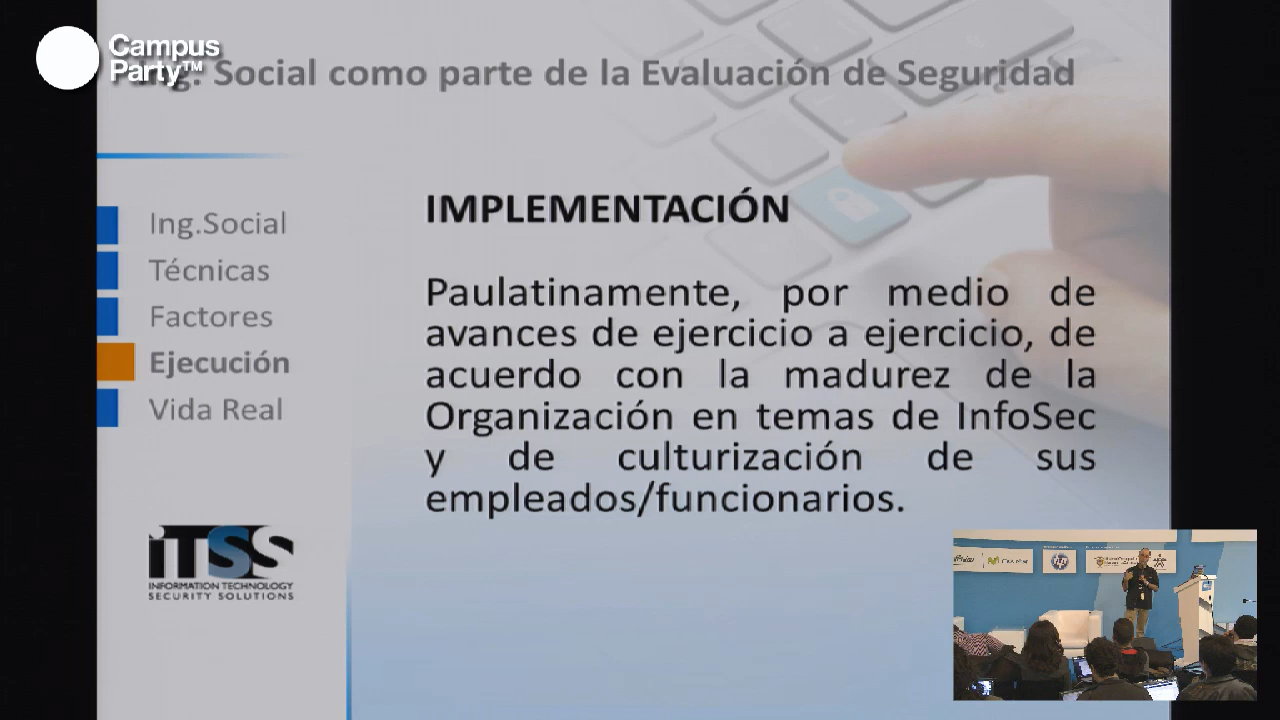 Campus
Party™
Ing. Social como parte de la Evaluación de Seguridad
Ing.Social
Técnicas
Factores
Ejecución
Vida Real
IMPLEMENTACIÓN
Paulatinamente, por medio de
avances de ejercicio a ejercicio, de
acuerdo con la madurez de la
Organización en temas de InfoSec
y de culturización de sus
empleados/funcionarios.
iTSS
INFORMATION TECHNOLOGY
SECURITY SOLUTIONS